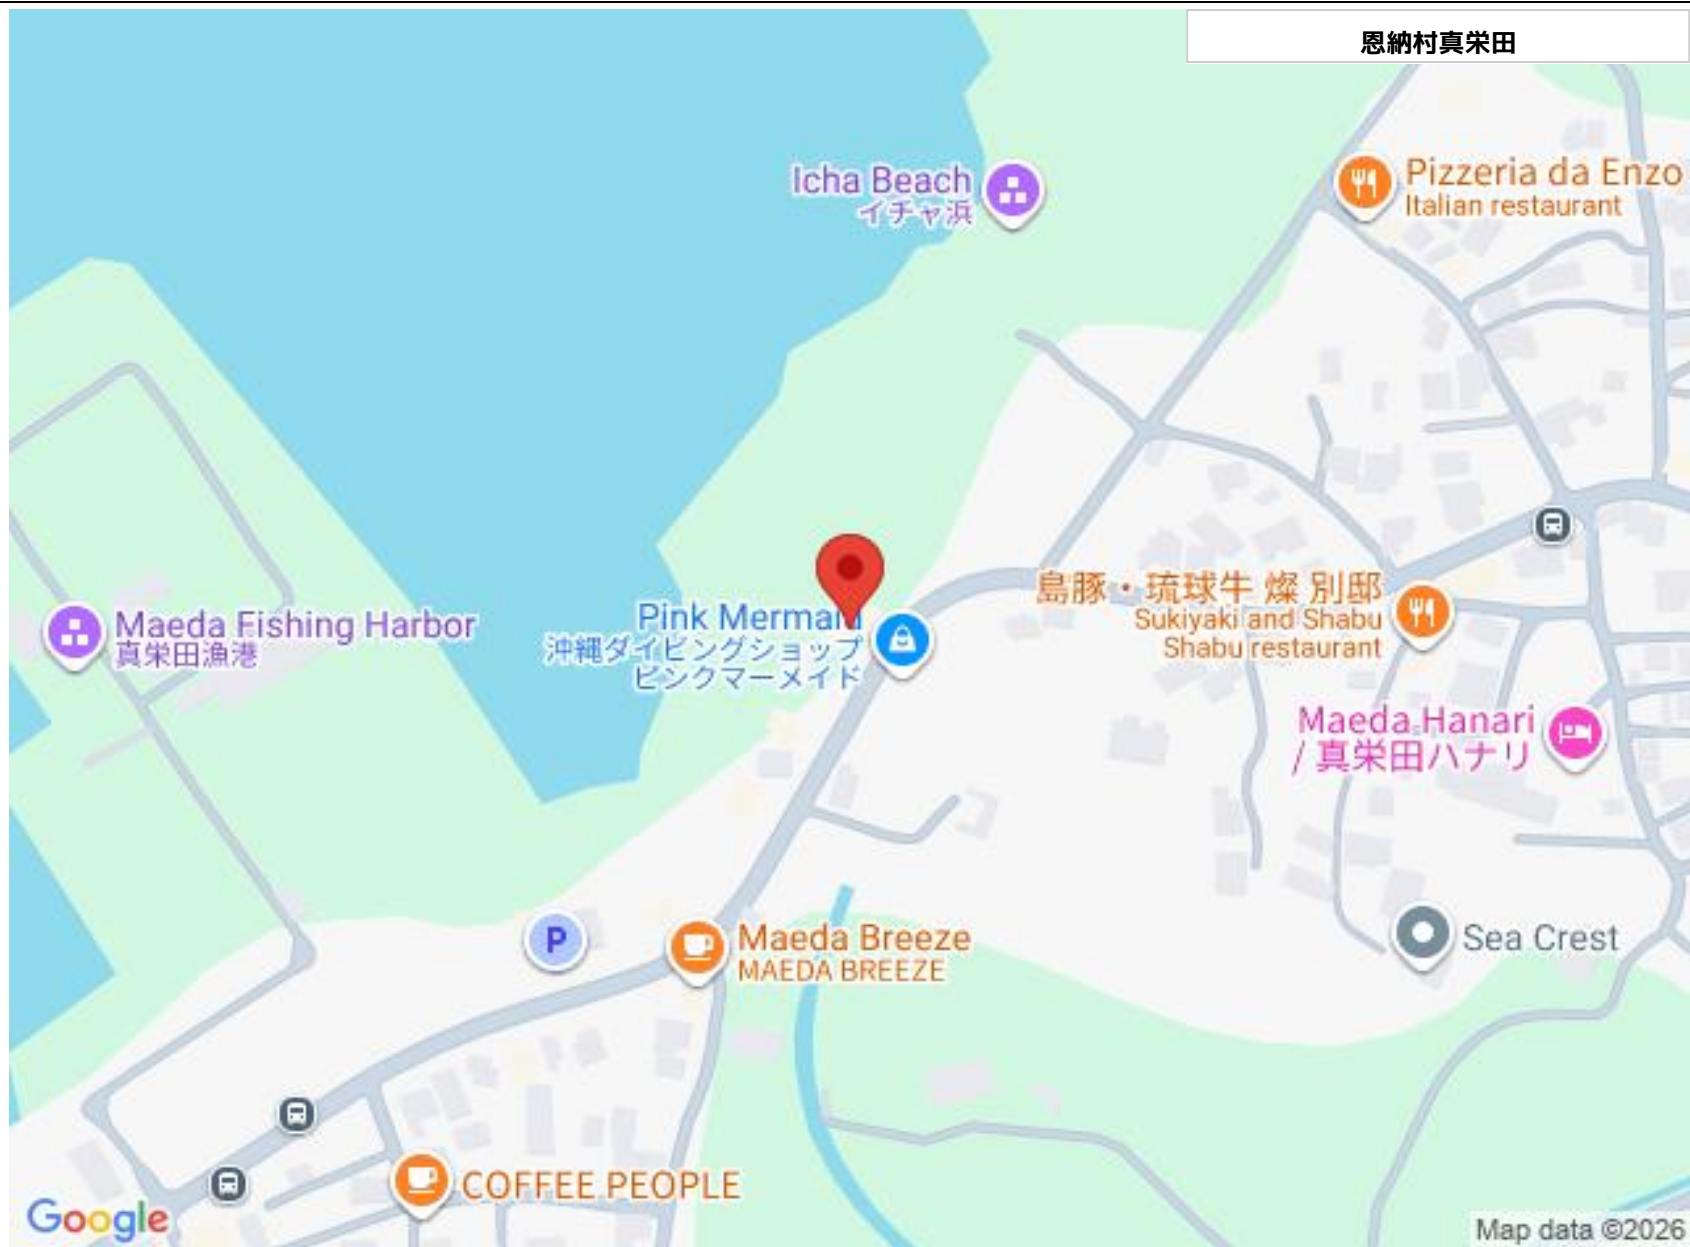 恩納村真栄田
Icha Beach
イチャ浜
Pizzeria da Enzo
Italian restaurant
島豚・琉球牛 燦 別邸
Sukiyaki and Shabu
Shabu restaurant
Pink Mermaid
沖縄ダイビングショップ
ピンクマーメイド
Maeda Fishing Harbor
真栄田漁港
Maeda Hanari
/ 真栄田ハナリ
P
Maeda Breeze
MAEDA BREEZE
Sea Crest
COFFEE PEOPLE
Google
Map data ©2026